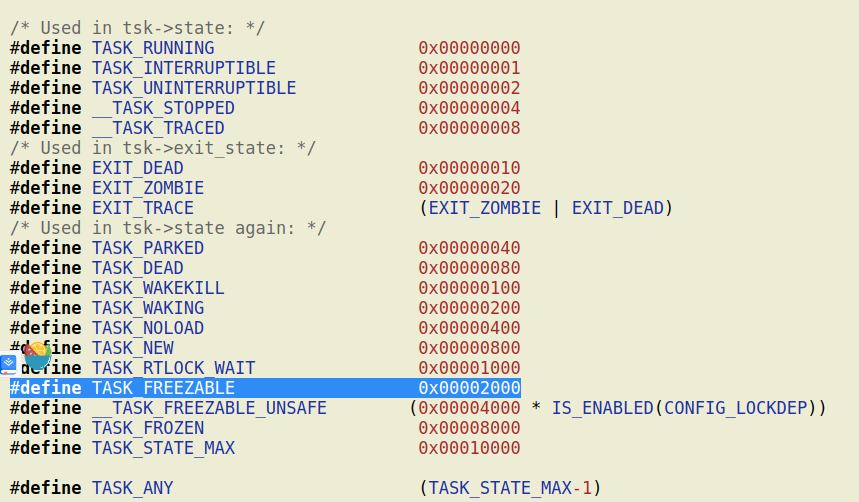 /* Used in tsk->state: */
#define TASK_RUNNING 0x00000000
#define TASK_INTERRUPTIBLE 0x00000001
#define TASK_UNINTERRUPTIBLE 0x00000002
#define __TASK_STOPPED 0x00000004
#define __TASK_TRACED 0x00000008
/* Used in tsk->exit_state: */
#define EXIT_DEAD 0x00000010
#define EXIT_ZOMBIE 0x00000020
#define EXIT_TRACE (EXIT_ZOMBIE | EXIT_DEAD)
/* Used in tsk->state again: */
#define TASK_PARKED 0x00000040
#define TASK_DEAD 0x00000080
#define TASK_WAKEKILL 0x00000100
#define TASK_WAKING 0x00000200
#define TASK_NOLOAD 0x00000400
#define TASK_NEW 0x00000800
#define TASK_RTLOCK_WAIT 0x00001000
#define TASK_FREEZABLE 0x00002000
#define __TASK_FREEZABLE_UNSAFE (0x00004000 * IS_ENABLED(CONFIG_LOCKDEP))
#define TASK_FROZEN 0x00008000
#define TASK_STATE_MAX 0x00010000
#define TASK_ANY (TASK_STATE_MAX-1)